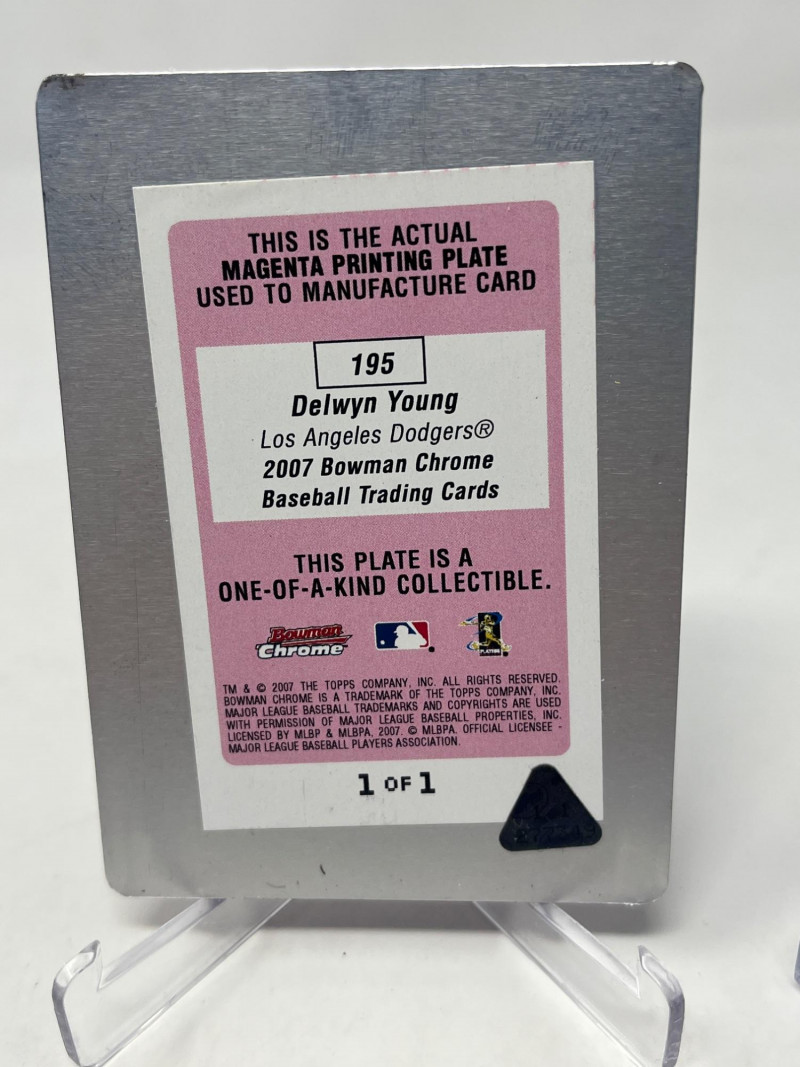 THIS IS THE ACTUAL
MAGENTA PRINTING PLATE
USED TO MANUFACTURE CARD
195
Delwyn Young
Los Angeles Dodgers®
2007 Bowman Chrome
Baseball Trading Cards
THIS PLATE IS A
ONE-OF-A-KIND COLLECTIBLE.
Bowman
Chrome
PLAYERS
TM & © 2007 THE TOPPS COMPANY, INC. ALL RIGHTS RESERVED.
BOWMAN CHROME IS A TRADEMARK OF THE TOPPS COMPANY, INC.
MAJOR LEAGUE BASEBALL TRADEMARKS AND COPYRIGHTS ARE USED
WITH PERMISSION OF MAJOR LEAGUE BASEBALL PROPERTIES, INC.
LICENSED BY MLBP & MLBPA, 2007. © MLBPA. OFFICIAL LICENSEE -
MAJOR LEAGUE BASEBALL PLAYERS ASSOCIATION.
1 OF 1